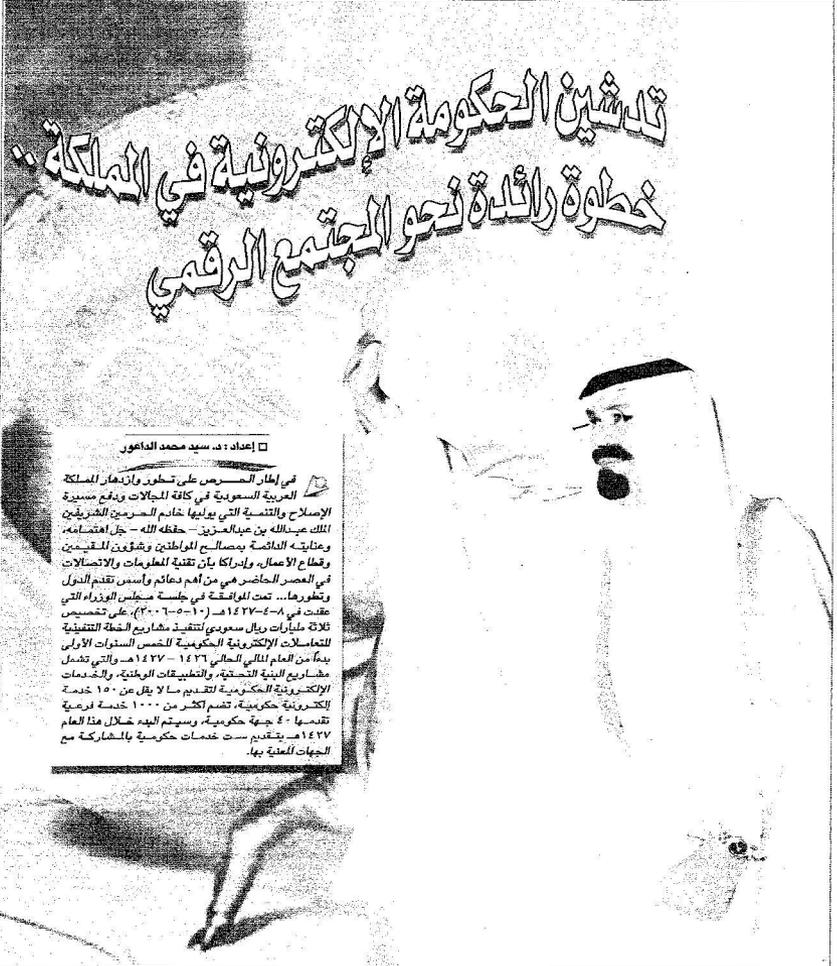 تدشين الحكومة الإلكترونية في المملكة ..
خطوة رائدة نحو المجتمع الرقمي
□ إعداد : د. سيد محمد الداعور
في إطار الحرص على تطور وازدهار المملكة
العربية السعودية في كافة المجالات ودفع مسيرة
الإصلاح والتنمية التي يوليها خادم الحرمين الشريفين
الملك عبدالله بن عبدالعزيز – حفظه الله – جل اهتمامه،
وعنايته الدائمة بمصالح المواطنين وشؤون المقيمين
وقطاع الأعمال، وإدراكا بأن تقنية المعلومات والاتصالات
في العصر الحاضر هي من أهم دعائم وأسس تقدم الدول
وتطورها... تمت الموافقة في جلسة مجلس الوزراء التي
عقدت في ٨-٤-١٤٢٧هـ (١٠-٥-٢٠٠٦)، على تخصيص
ثلاثة مليارات ريال سعودي لتنفيذ مشاريع الخطة التنفيذية
للتعاملات الإلكترونية الحكومية للخمس السنوات الأولى
بدءاً من العام المالي الحالي ١٤٢٦ – ١٤٢٧هـ والتي تشمل
مشاريع البنية التحتية، والتطبيقات الوطنية، والخدمات
الإلكترونية الحكومية لتقديم ما لا يقل عن ١٥٠ خدمة
إلكترونية حكومية، تضم أكثر من ١٠٠٠ خدمة فرعية
تقدمها ٤٠ جهة حكومية، وسيتم البدء خلال هذا العام
١٤٢٧هـ بتقديم ست خدمات حكومية بالمشاركة مع
الجهات المعنية بها.